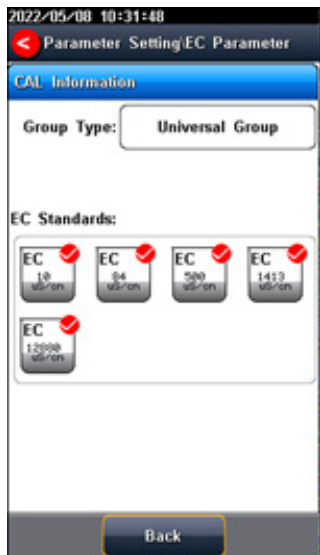 2022/05/08 10:31:48
< Parameter Setting\EC Parameter
CAL Information
Group Type: Universal Group
EC Standards:
EC EC EC EC
10 84 500 1413
uS/cm uS/cm uS/cm uS/cm
EC
12880
uS/cm
Back